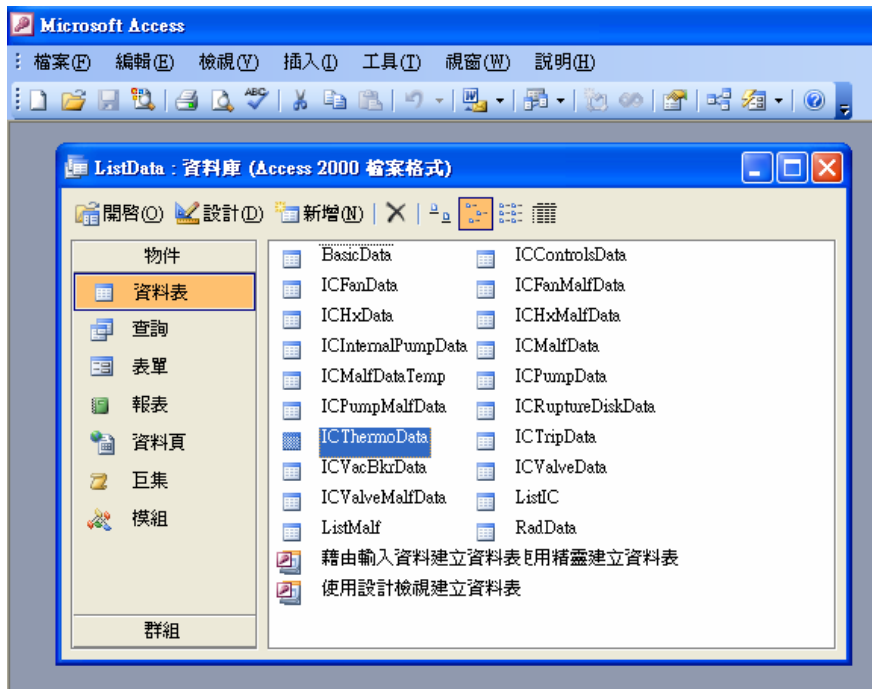 Microsoft Access
檔案(F) 編輯(E) 檢視(V) 插入(I) 工具(T) 視窗(W) 說明(H)
ABC
ListData : 資料庫 (Access 2000 檔案格式)
開啓(O) 設計(D) 新增(N)
物件
資料表
查詢
表單
報表
資料頁
巨集
模組
群組
BasicData ICControlsData
ICFanData ICFanMalfData
ICHxData ICHxMalfData
ICInternalPumpData ICMalfData
ICMalfDataTemp ICPumpData
ICPumpMalfData ICRuptureDiskData
ICThermoData ICTripData
ICVacBkrData ICValveData
ICValveMalfData ListIC
ListMalf RadData
藉由輸入資料建立資料表 用精靈建立資料表
使用設計檢視建立資料表